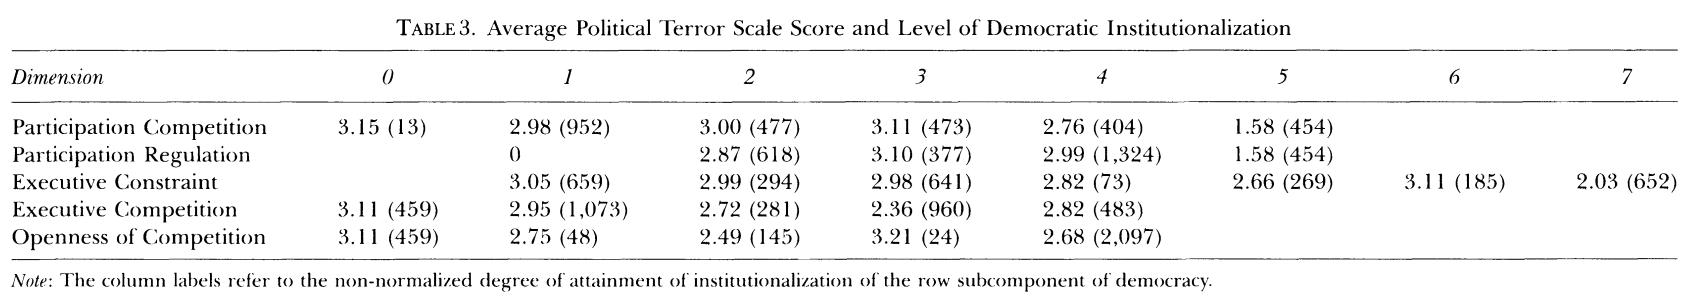 TABLE 3. Average Political Terror Scale Score and Level of Democratic Institutionalization
Dimension 0 1 2 3 4 5 6 7
Participation Competition 3.15 (13) 2.98 (952) 3.00 (477) 3.11 (473) 2.76 (404) 1.58 (454)
Participation Regulation 0 2.87 (618) 3.10 (377) 2.99 (1,324) 1.58 (454)
Executive Constraint 3.05 (659) 2.99 (294) 2.98 (641) 2.82 (73) 2.66 (269) 3.11 (185) 2.03 (652)
Executive Competition 3.11 (459) 2.95 (1,073) 2.72 (281) 2.36 (960) 2.82 (483)
Openness of Competition 3.11 (459) 2.75 (48) 2.49 (145) 3.21 (24) 2.68 (2,097)
Note: The column labels refer to the non-normalized degree of attainment of institutionalization of the row subcomponent of democracy.